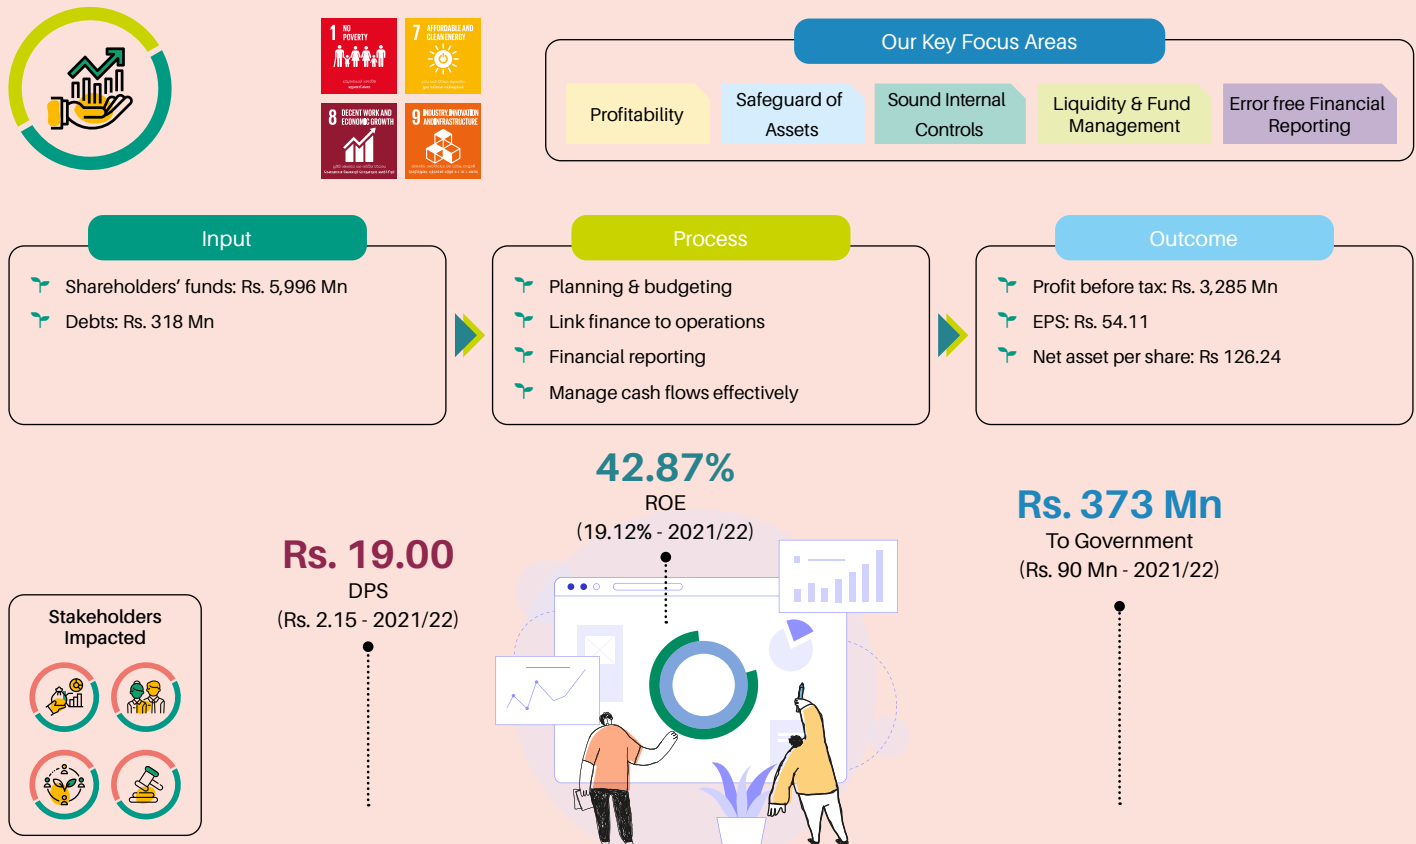 1 NO
POVERTY
7 AFFORDABLE AND
CLEAN ENERGY
8 DECENT WORK AND
ECONOMIC GROWTH
9 INDUSTRY, INNOVATION
AND INFRASTRUCTURE
Our Key Focus Areas
Profitability
Safeguard of
Assets
Sound Internal
Controls
Liquidity & Fund
Management
Error free Financial
Reporting
Input
Shareholders’ funds: Rs. 5,996 Mn
Debts: Rs. 318 Mn
Process
Planning & budgeting
Link finance to operations
Financial reporting
Manage cash flows effectively
Outcome
Profit before tax: Rs. 3,285 Mn
EPS: Rs. 54.11
Net asset per share: Rs 126.24
42.87%
ROE
(19.12% - 2021/22)
Rs. 373 Mn
To Government
(Rs. 90 Mn - 2021/22)
Rs. 19.00
DPS
(Rs. 2.15 - 2021/22)
Stakeholders
Impacted